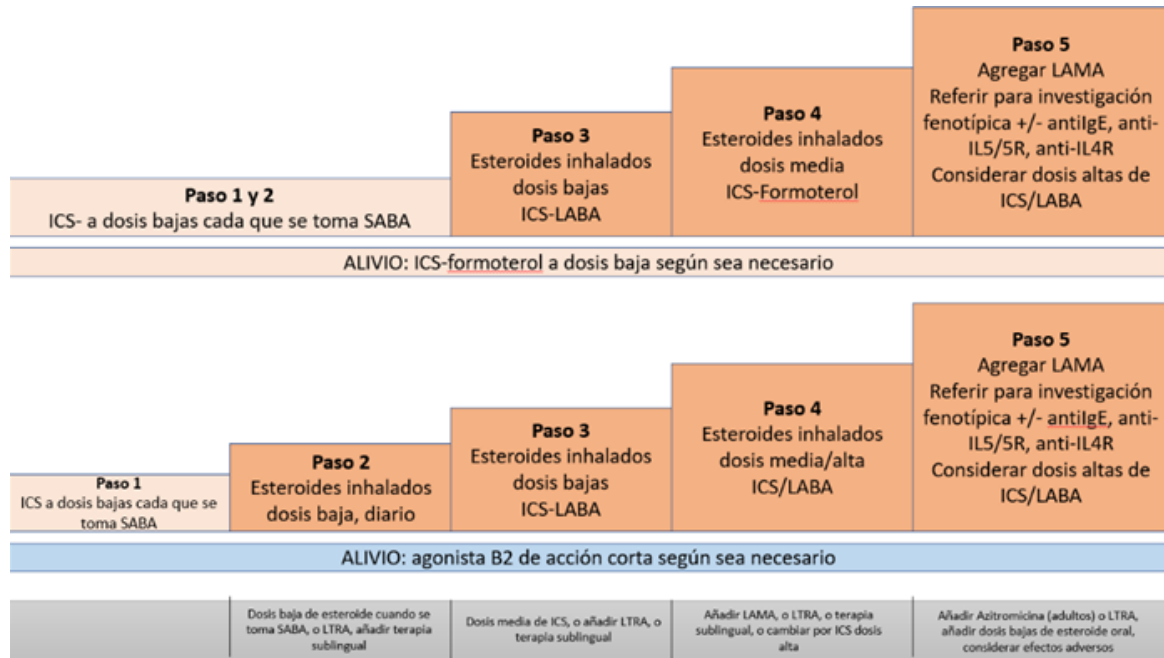 Paso 1 y 2
ICS- a dosis bajas cada que se toma SABA
Paso 3
Esteroides inhalados
dosis bajas
ICS-LABA
Paso 4
Esteroides inhalados
dosis media
ICS-Formoterol
Paso 5
Agregar LAMA
Referir para investigación
fenotípica +/- antiIgE, anti-
IL5/5R, anti-IL4R
Considerar dosis altas de
ICS/LABA
ALIVIO: ICS-formoterol a dosis baja según sea necesario
Paso 1
ICS a dosis bajas cada que se
toma SABA
Paso 2
Esteroides inhalados
dosis baja, diario
Paso 3
Esteroides inhalados
dosis bajas
ICS-LABA
Paso 4
Esteroides inhalados
dosis media/alta
ICS/LABA
Paso 5
Agregar LAMA
Referir para investigación
fenotípica +/- antiIgE, anti-
IL5/5R, anti-IL4R
Considerar dosis altas de
ICS/LABA
ALIVIO: agonista B2 de acción corta según sea necesario
Dosis baja de esteroide cuando se
toma SABA, o LTRA, añadir terapia
sublingual
Dosis media de ICS, o añadir LTRA, o
terapia sublingual
Añadir LAMA, o LTRA, o terapia
sublingual, o cambiar por ICS dosis
alta
Añadir Azitromicina (adultos) o LTRA,
añadir dosis bajas de esteroide oral,
considerar efectos adversos